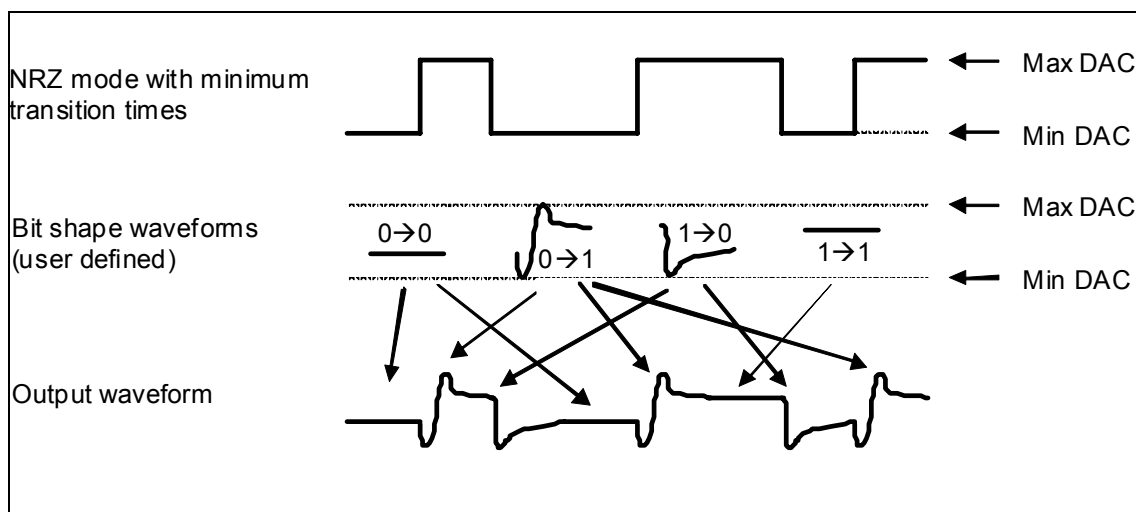 NRZ mode with minimum
transition times
Max DAC
Min DAC
Bit shape waveforms
(user defined)
0→0
0→1
1→0
1→1
Max DAC
Min DAC
Output waveform